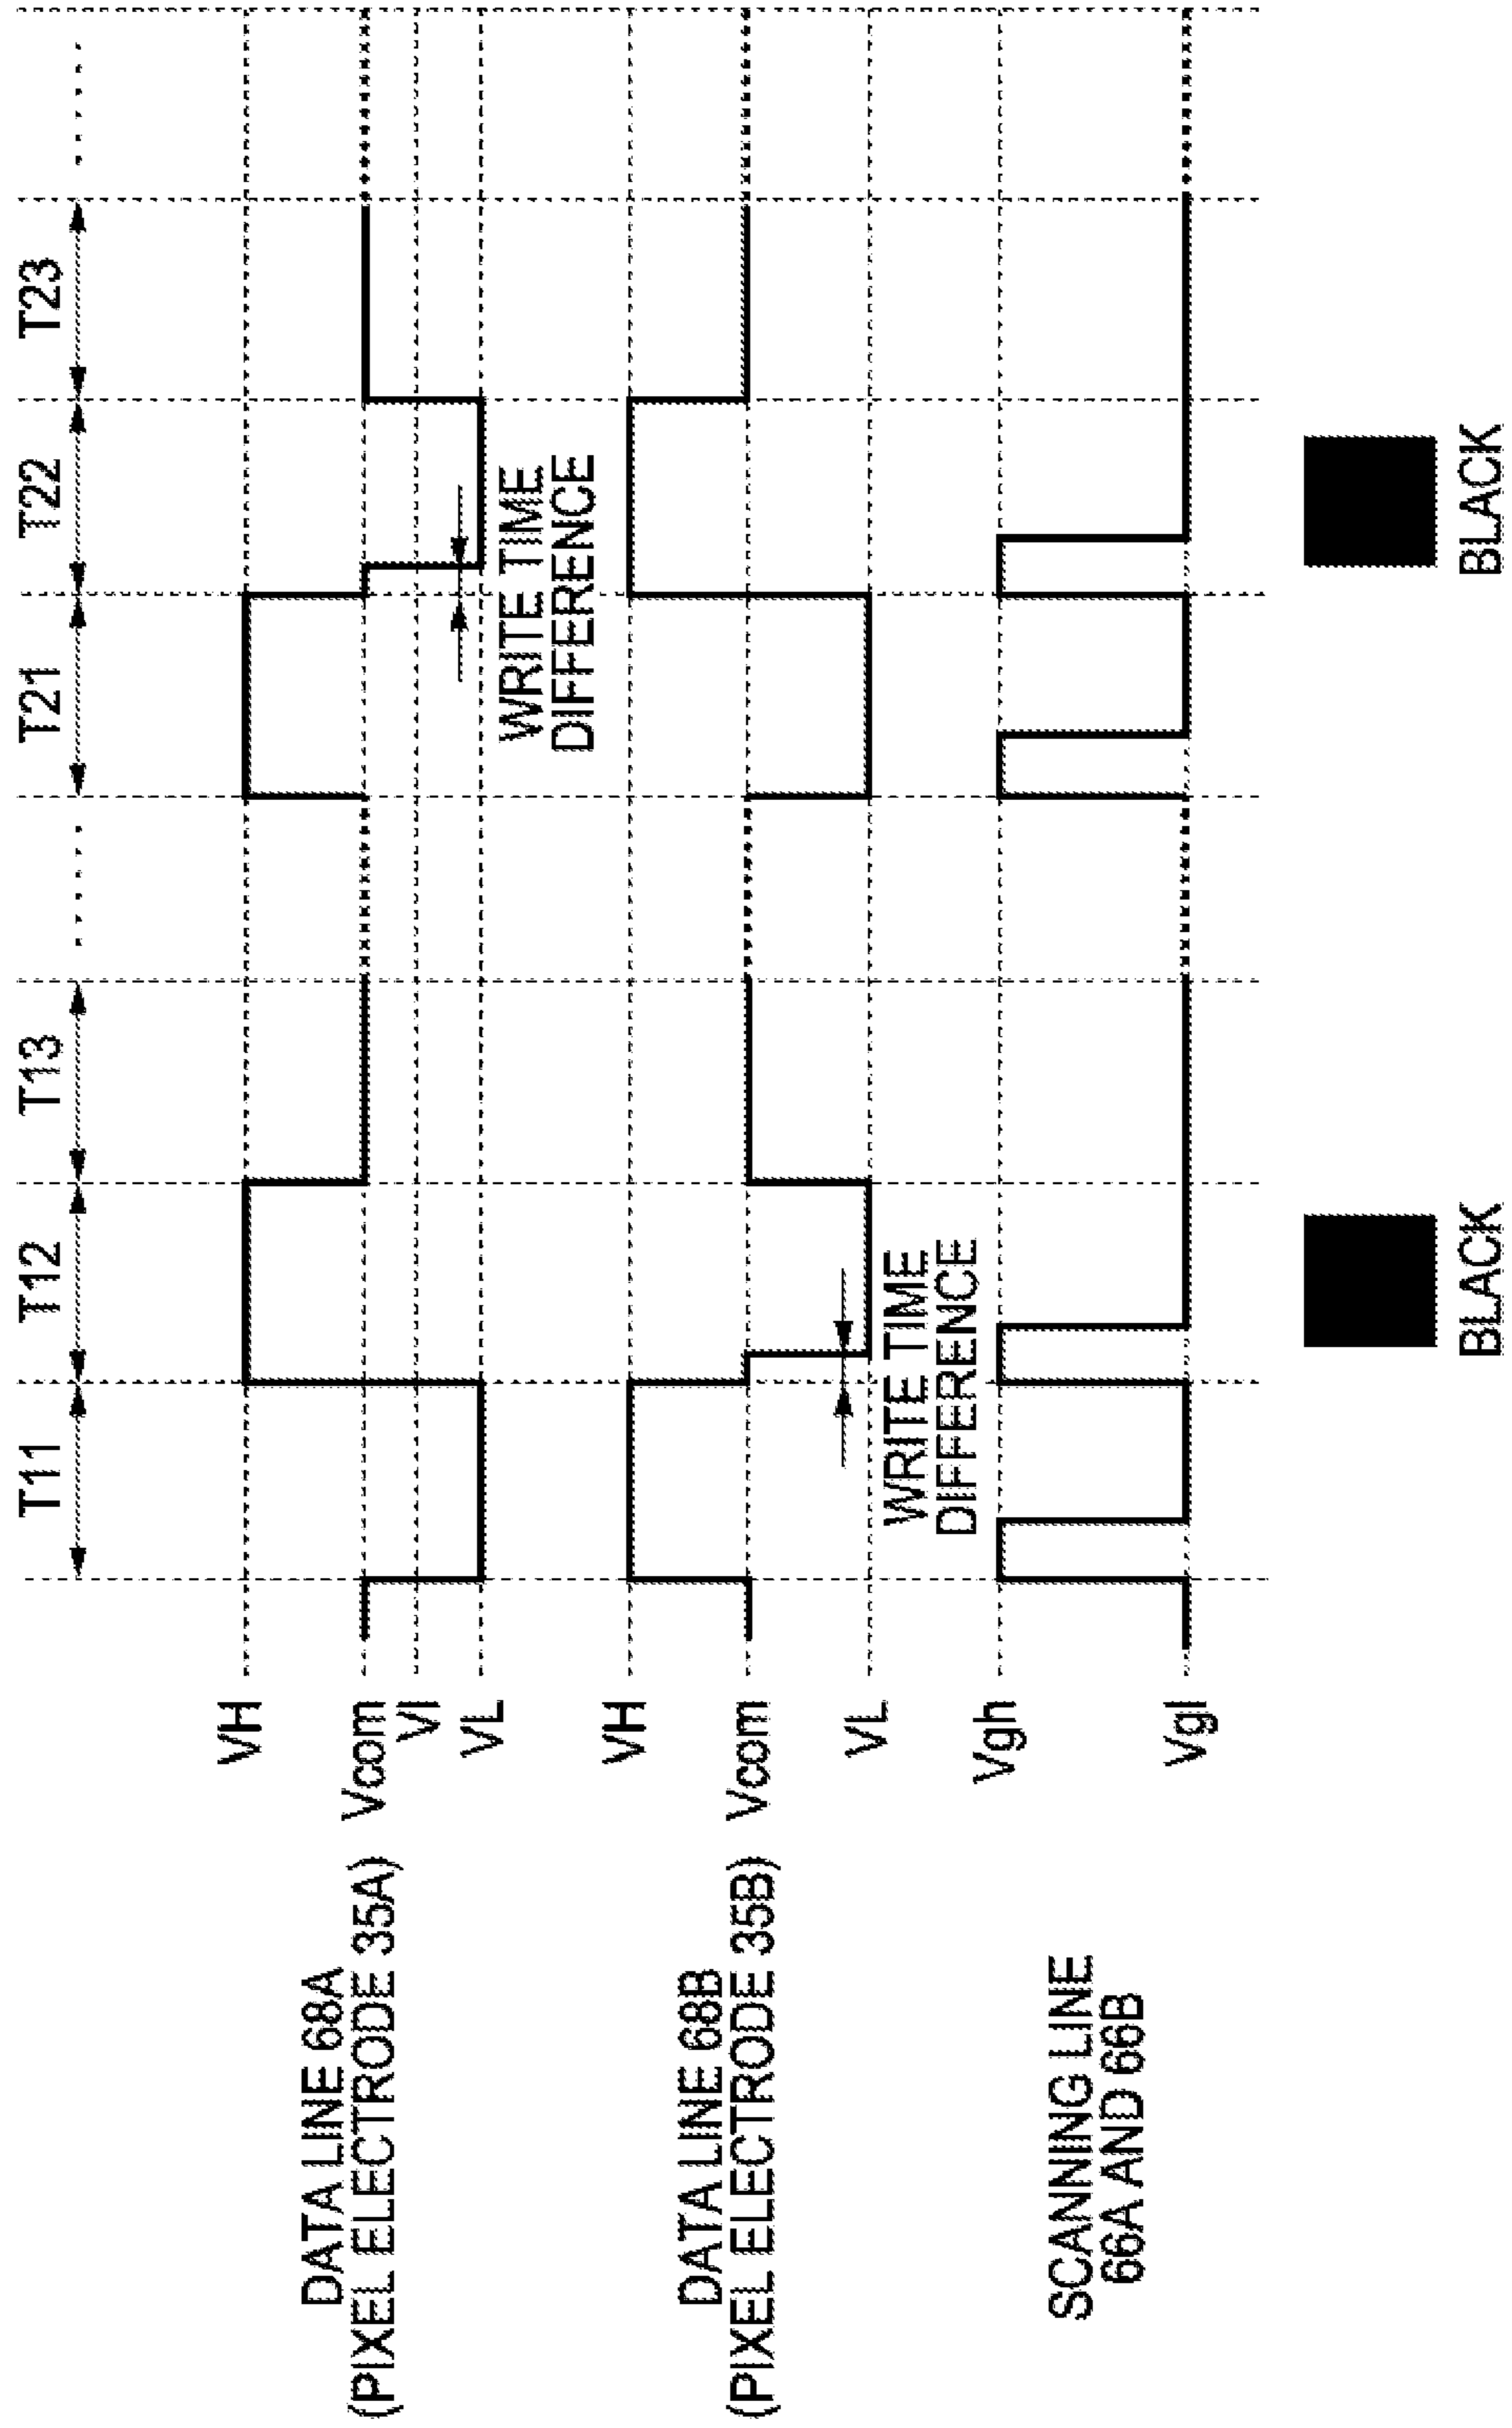 T11
T12
T13
....
T21
T22
T23
....
DATA LINE 68A
(PIXEL ELECTRODE 35A)
VH
Vcom
VI
VL
WRITE TIME
DIFFERENCE
DATA LINE 68B
(PIXEL ELECTRODE 35B)
VH
Vcom
VL
WRITE TIME
DIFFERENCE
SCANNING LINE
66A AND 66B
Vgh
Vgl
BLACK
BLACK